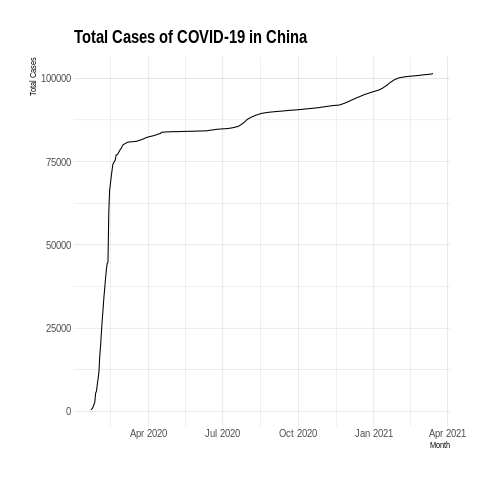 Total Cases of COVID-19 in China
Total Cases
100000
75000
50000
25000
0
Apr 2020 Jul 2020 Oct 2020 Jan 2021 Apr 2021
Month